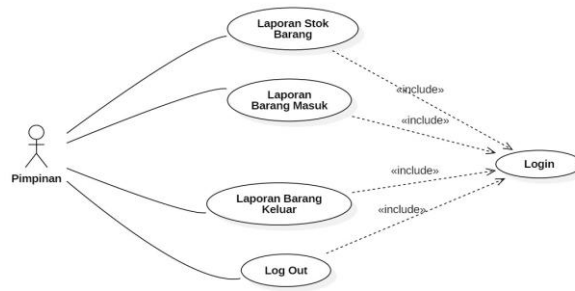 Laporan Stok
Barang
«include»
Laporan
Barang Masuk
«include»
Pimpinan
Login
«include»
Laporan Barang
Keluar
«include»
Log Out